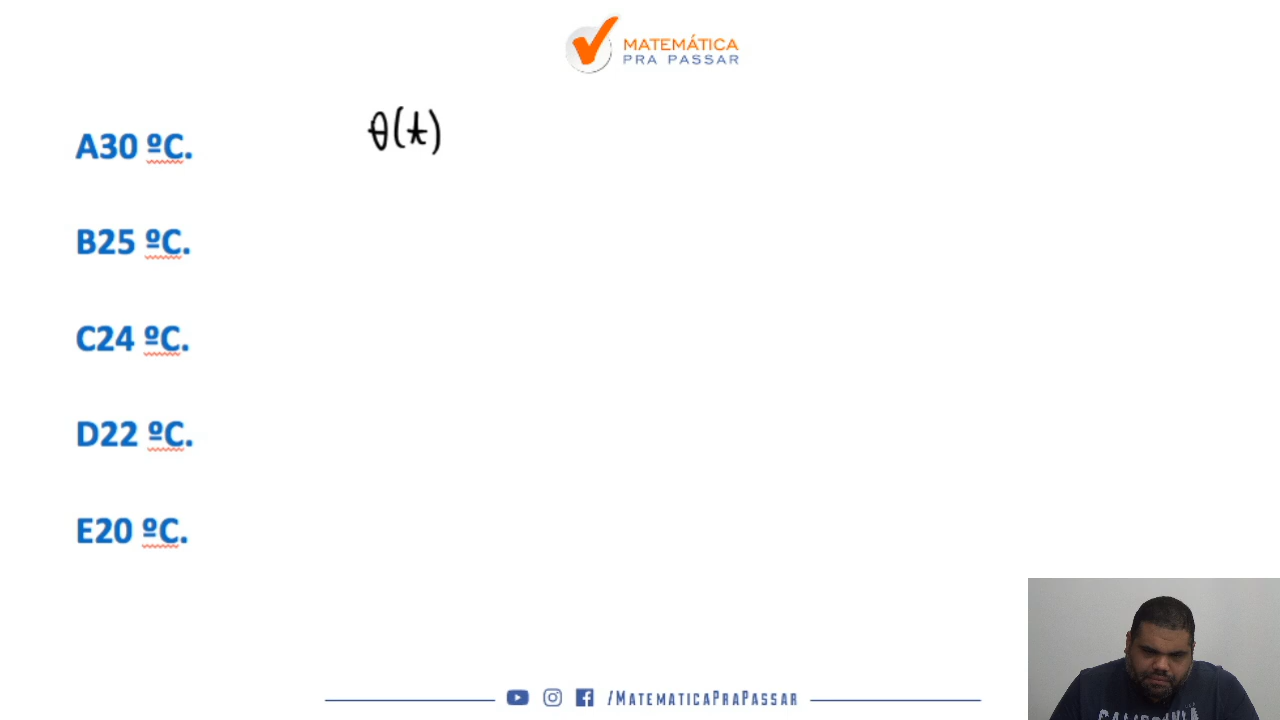 MATEMÁTICA
PRA PASSAR
θ(t)
A30 ºC.
B25 ºC.
C24 ºC.
D22 ºC.
E20 ºC.
/MATEMATICAPRAPASSAR